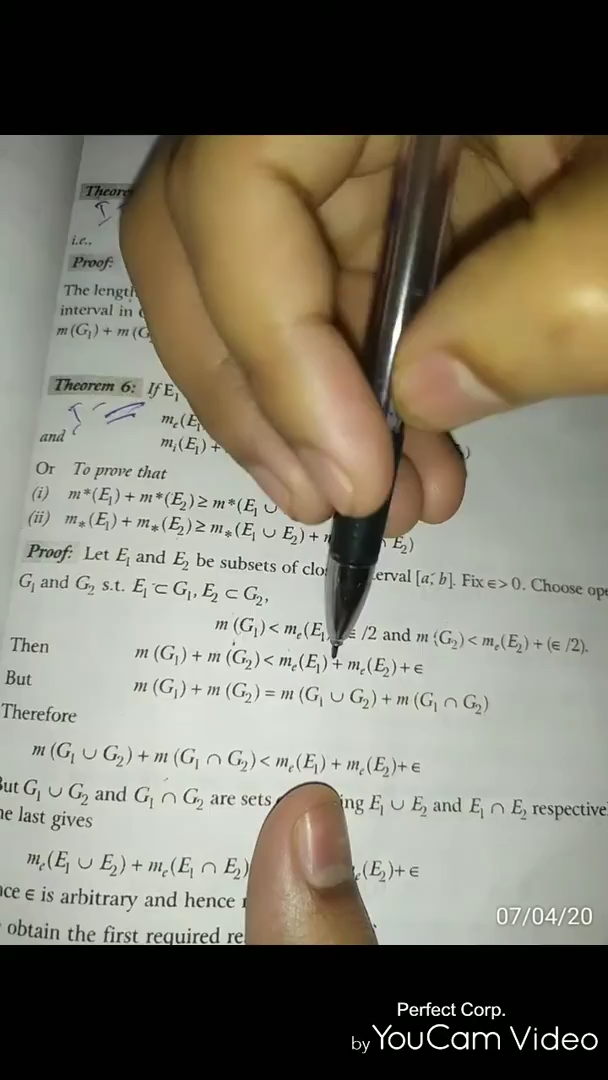 Theore
i.e.,
Proof:
The length
interval in
m (G₁) + m (G
Theorem 6: If E₁
mₑ(E₁
and
mᵢ(E₁) +
Or To prove that
(i) m*(E₁) + m*(E₂) ≥ m*(E₁ ∪
(ii) m⁎(E₁) + m⁎(E₂) ≥ m⁎(E₁ ∪ E₂) + m ∩ E₂)
Proof: Let E₁ and E₂ be subsets of clo erval [a, b]. Fix ∈ > 0. Choose ope
G₁ and G₂ s.t. E₁ ⊂ G₁, E₂ ⊂ G₂,
m (G₁) < mₑ(E₁ ∈ /2 and m (G₂) < mₑ(E₂) + (∈ /2).
Then m (G₁) + m (G₂) < mₑ(E₁) + mₑ(E₂) + ∈
But m (G₁) + m (G₂) = m (G₁ ∪ G₂) + m (G₁ ∩ G₂)
Therefore
m (G₁ ∪ G₂) + m (G₁ ∩ G₂) < mₑ(E₁) + mₑ(E₂) + ∈
But G₁ ∪ G₂ and G₁ ∩ G₂ are sets ing E₁ ∪ E₂ and E₁ ∩ E₂ respective
he last gives
mₑ(E₁ ∪ E₂) + mₑ(E₁ ∩ E₂) ₑ(E₂) + ∈
nce ∈ is arbitrary and hence
obtain the first required re
07/04/20
Perfect Corp.
by YouCam Video